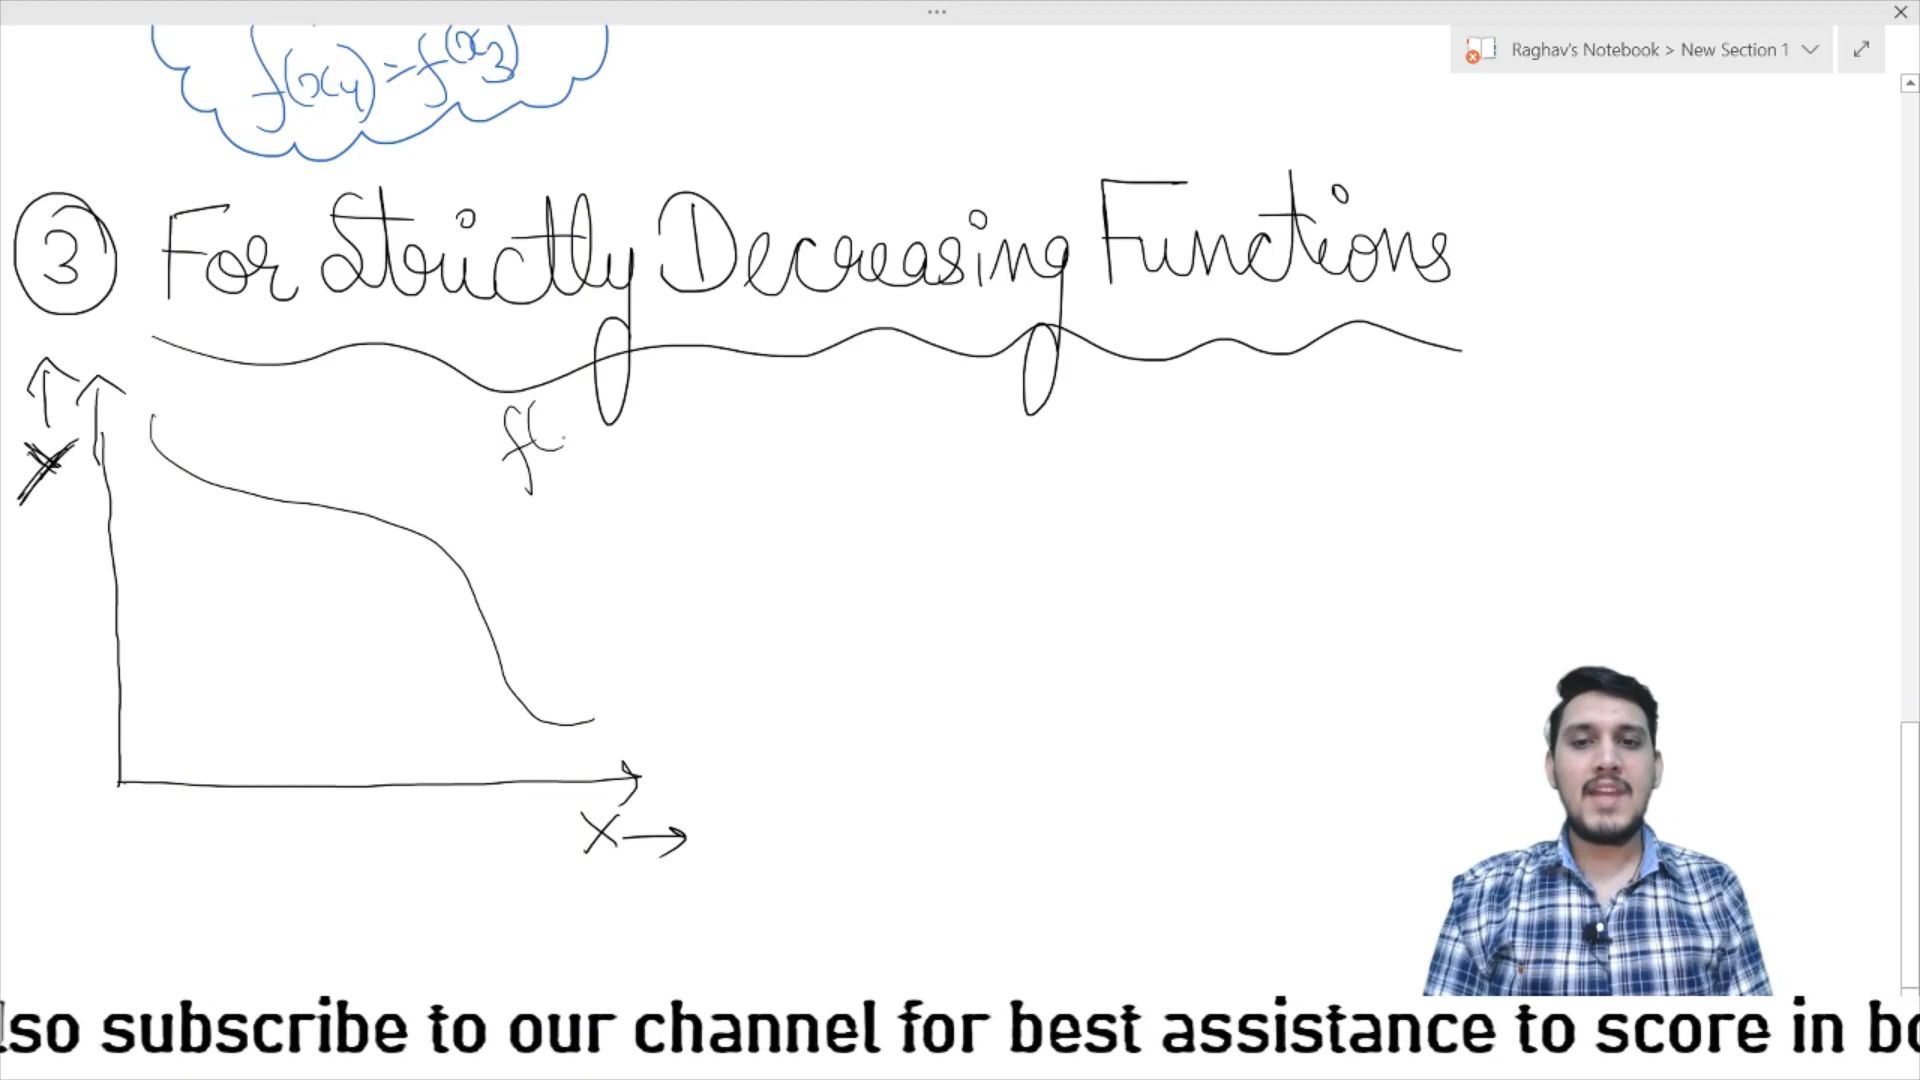 Raghav's Notebook > New Section 1
f(x4) = f(x3)
3 For Strictly Decreasing Functions
f(
X
lso subscribe to our channel for best assistance to score in bo